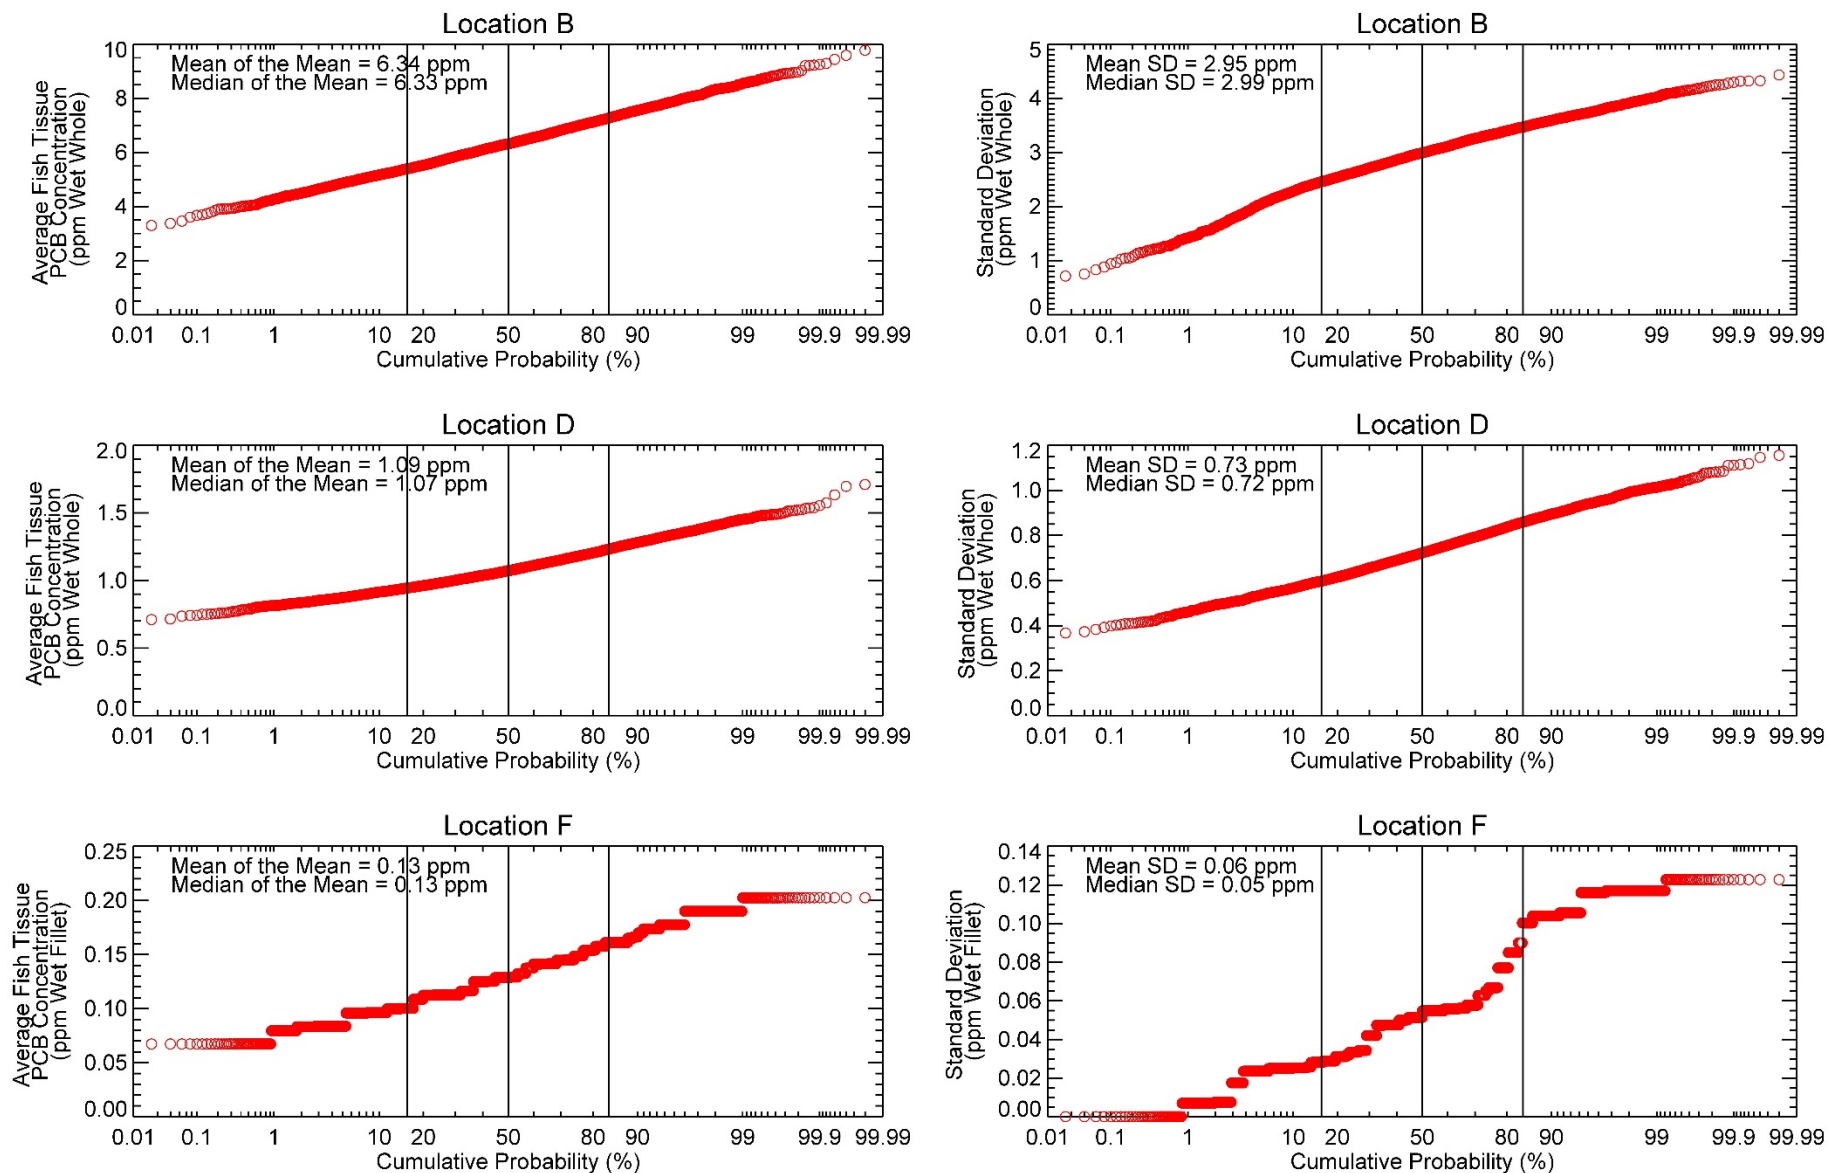 Location B
Mean of the Mean = 6.34 ppm
Median of the Mean = 6.33 ppm
Average Fish Tissue
PCB Concentration
(ppm Wet Whole)
10
8
6
4
2
0
0.01 0.1 1 10 20 50 80 90 99 99.9 99.99
Cumulative Probability (%)
Location B
Mean SD = 2.95 ppm
Median SD = 2.99 ppm
Standard Deviation
(ppm Wet Whole)
5
4
3
2
1
0
0.01 0.1 1 10 20 50 80 90 99 99.9 99.99
Cumulative Probability (%)
Location D
Mean of the Mean = 1.09 ppm
Median of the Mean = 1.07 ppm
Average Fish Tissue
PCB Concentration
(ppm Wet Whole)
2.0
1.5
1.0
0.5
0.0
0.01 0.1 1 10 20 50 80 90 99 99.9 99.99
Cumulative Probability (%)
Location D
Mean SD = 0.73 ppm
Median SD = 0.72 ppm
Standard Deviation
(ppm Wet Whole)
1.2
1.0
0.8
0.6
0.4
0.2
0.0
0.01 0.1 1 10 20 50 80 90 99 99.9 99.99
Cumulative Probability (%)
Location F
Mean of the Mean = 0.13 ppm
Median of the Mean = 0.13 ppm
Average Fish Tissue
PCB Concentration
(ppm Wet Fillet)
0.25
0.20
0.15
0.10
0.05
0.00
0.01 0.1 1 10 20 50 80 90 99 99.9 99.99
Cumulative Probability (%)
Location F
Mean SD = 0.06 ppm
Median SD = 0.05 ppm
Standard Deviation
(ppm Wet Fillet)
0.14
0.12
0.10
0.08
0.06
0.04
0.02
0.00
0.01 0.1 1 10 20 50 80 90 99 99.9 99.99
Cumulative Probability (%)